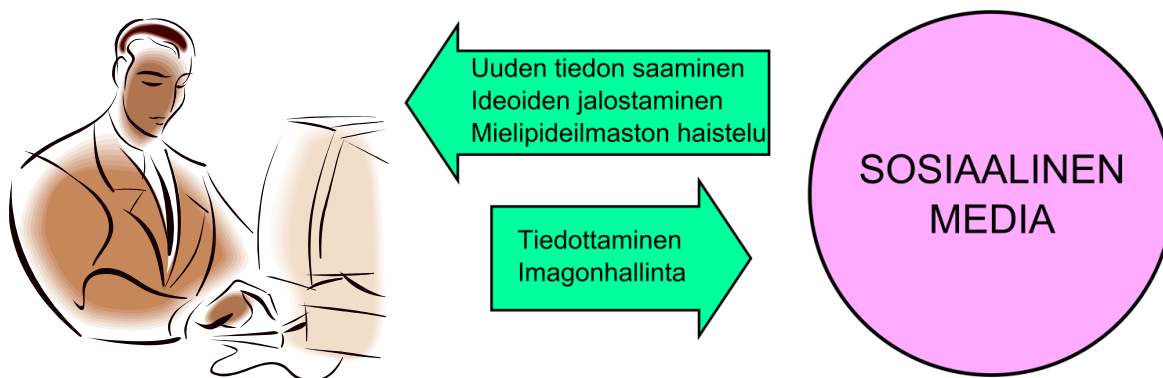 Uuden tiedon saaminen
Ideoiden jalostaminen
Mielipideilmaston haistelu
Tiedottaminen
Imagonhallinta
SOSIAALINEN
MEDIA